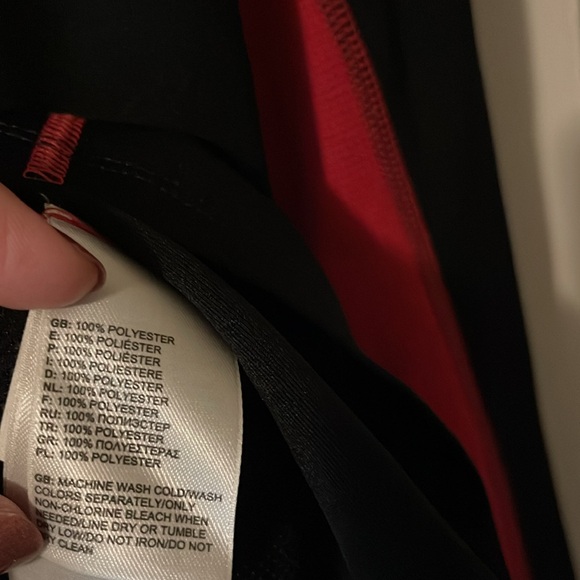 GB: 100% POLYESTER
E: 100% POLIÉSTER
P: 100% POLIÉSTER
I: 100% POLIESTERE
D: 100% POLYESTER
NL: 100% POLYESTER
F: 100% POLYESTER
RU: 100% ПОЛИЭСТЕР
TR: 100% POLYESTER
GR: 100% ΠΟΛΥΕΣΤΕΡΑΣ
PL: 100% POLYESTER
GB: MACHINE WASH COLD/WASH
COLORS SEPARATELY/ONLY
NON-CHLORINE BLEACH WHEN
NEEDED/LINE DRY OR TUMBLE
DRY LOW/DO NOT IRON/DO NOT
DRY CLEAN